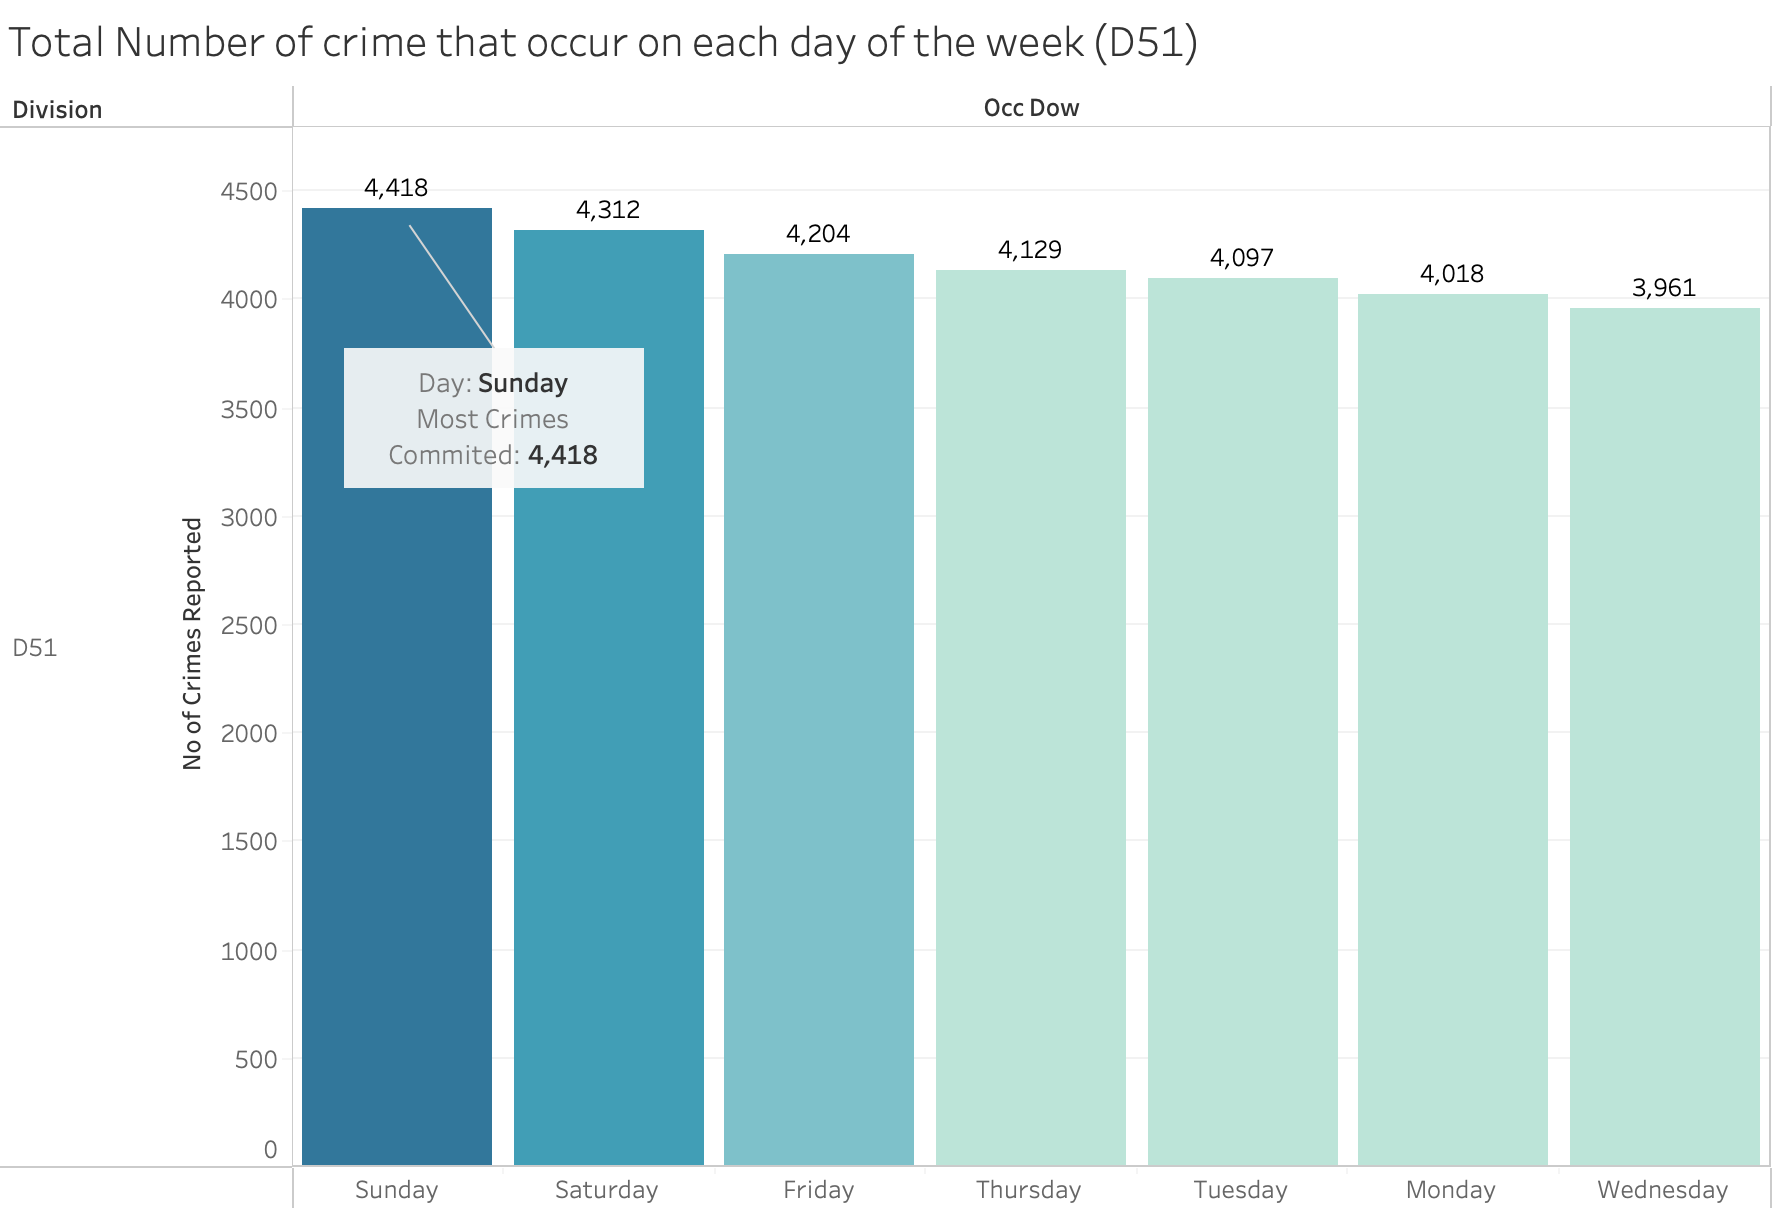 Total Number of crime that occur on each day of the week (D51)
Division
Occ Dow
4500
4000
3500
3000
2500
2000
1500
1000
500
0
No of Crimes Reported
D51
4,418
4,312
4,204
4,129
4,097
4,018
3,961
Day: Sunday
Most Crimes
Commited: 4,418
Sunday
Saturday
Friday
Thursday
Tuesday
Monday
Wednesday